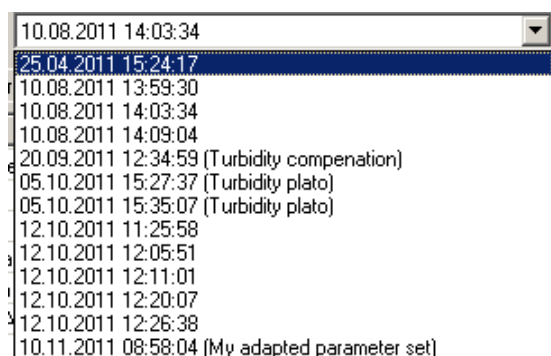 10.08.2011 14:03:34
25.04.2011 15:24:17
10.08.2011 13:59:30
10.08.2011 14:03:34
10.08.2011 14:09:04
20.09.2011 12:34:59 (Turbidity compenation)
05.10.2011 15:27:37 (Turbidity plato)
05.10.2011 15:35:07 (Turbidity plato)
12.10.2011 11:25:58
12.10.2011 12:05:51
12.10.2011 12:11:01
12.10.2011 12:20:07
12.10.2011 12:26:38
10.11.2011 08:58:04 (My adapted parameter set)